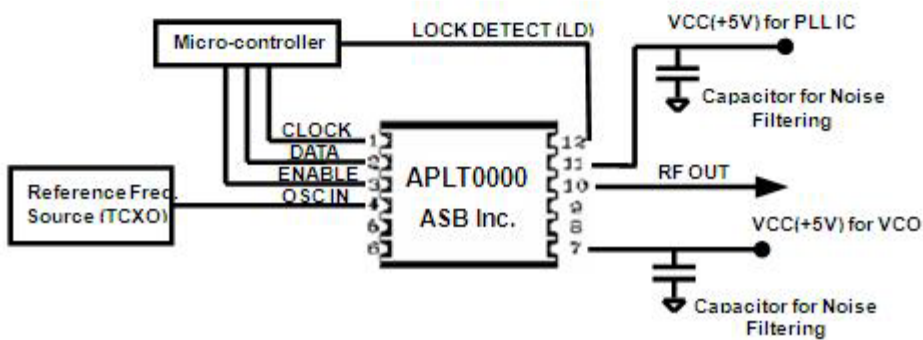 Micro-controller
LOCK DETECT (LD)
VCC(+5V) for PLL IC
Capacitor for Noise
Filtering
CLOCK
DATA
ENABLE
OSC IN
Reference Freq.
Source (TCXO)
1
2
3
4
5
6
APLT0000
ASB Inc.
12
11
10
9
8
7
RF OUT
VCC(+5V) for VCO
Capacitor for Noise
Filtering